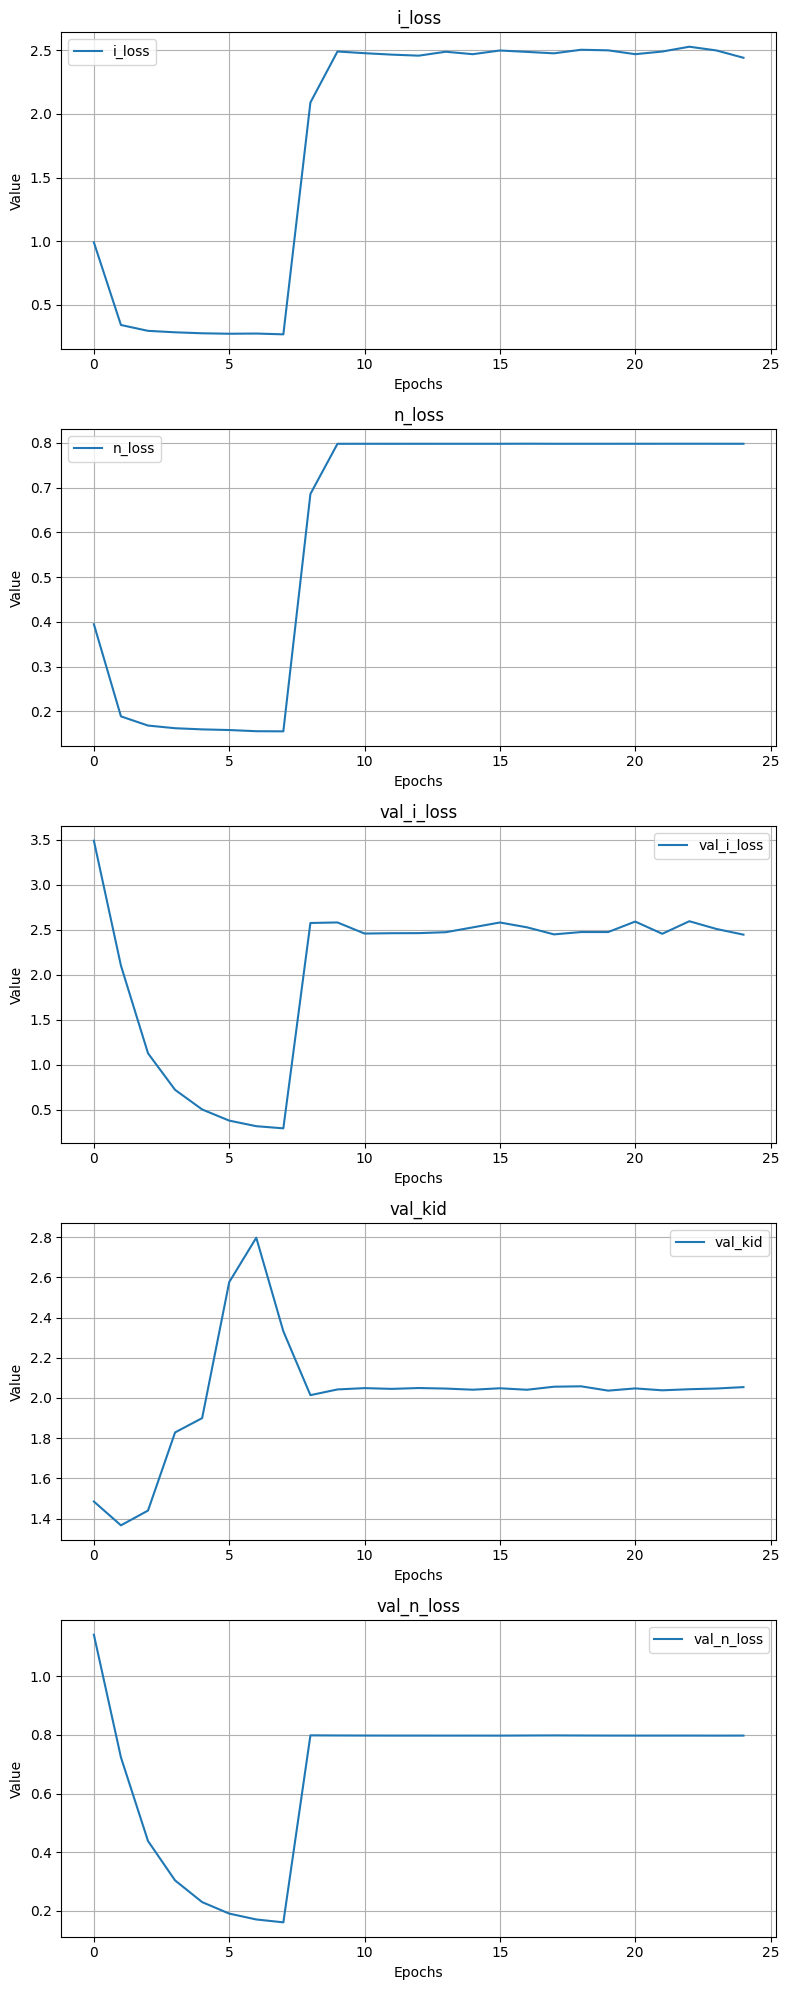 i_loss
i_loss
2.5
2.0
1.5
1.0
0.5
Value
0 5 10 15 20 25
Epochs
n_loss
n_loss
0.8
0.7
0.6
0.5
0.4
0.3
0.2
Value
0 5 10 15 20 25
Epochs
val_i_loss
val_i_loss
3.5
3.0
2.5
2.0
1.5
1.0
0.5
Value
0 5 10 15 20 25
Epochs
val_kid
val_kid
2.8
2.6
2.4
2.2
2.0
1.8
1.6
1.4
Value
0 5 10 15 20 25
Epochs
val_n_loss
val_n_loss
1.0
0.8
0.6
0.4
0.2
Value
0 5 10 15 20 25
Epochs